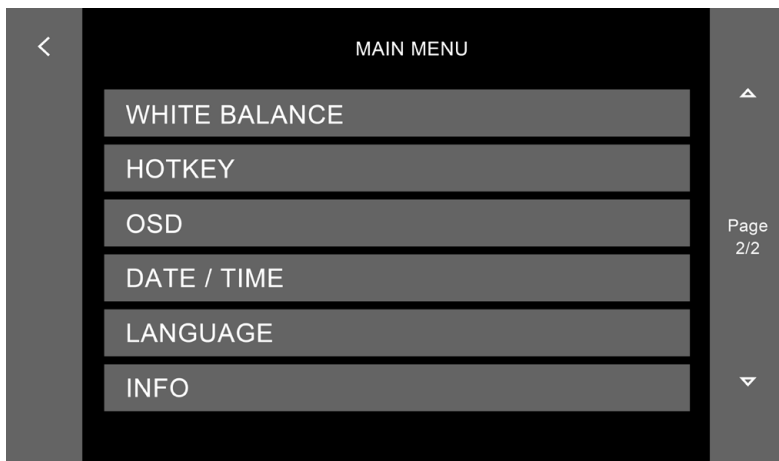 MAIN MENU
WHITE BALANCE
HOTKEY
OSD
DATE / TIME
LANGUAGE
INFO
Page
2/2